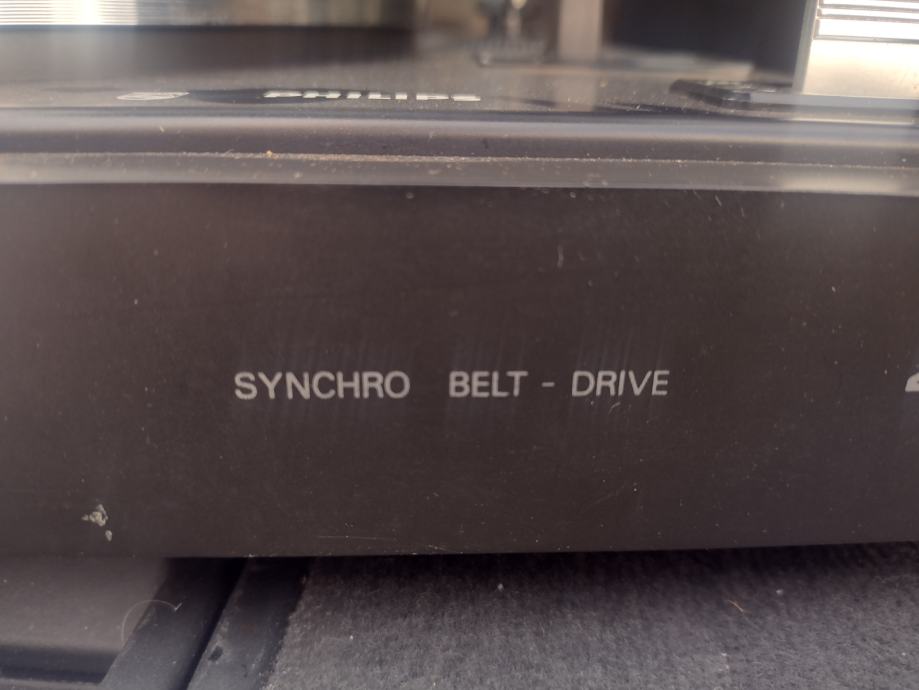 PHILIPS
SYNCHRO BELT - DRIVE